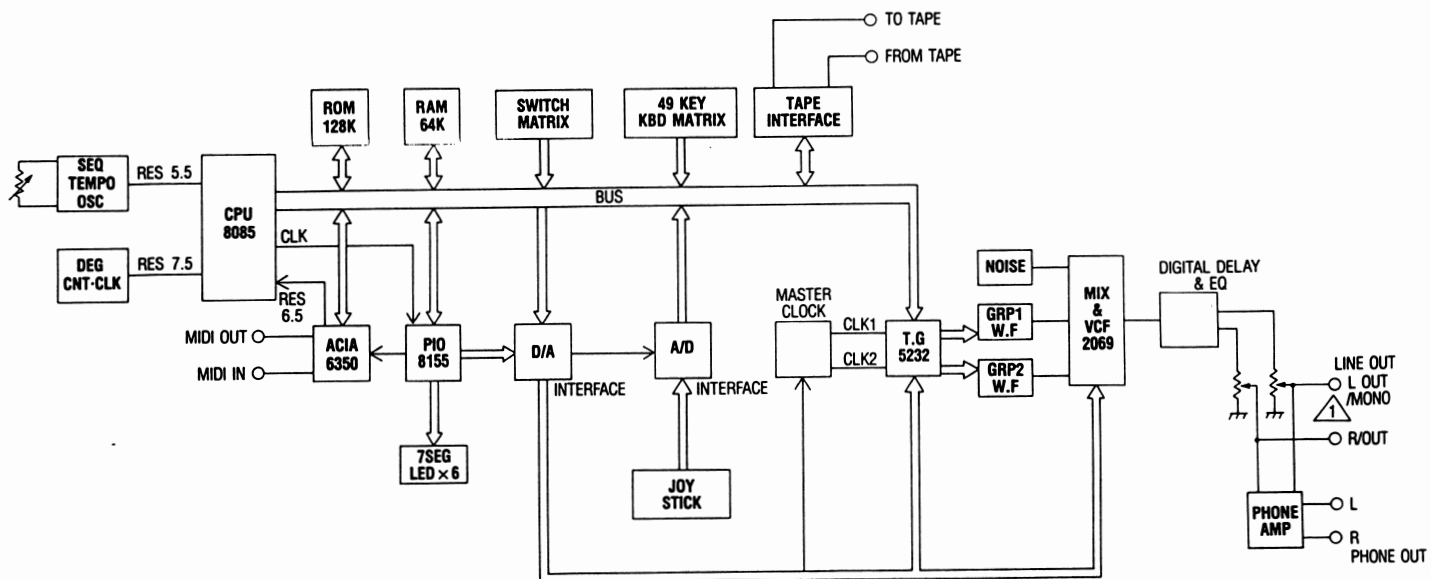 TO TAPE
FROM TAPE
ROM
128K
RAM
64K
SWITCH
MATRIX
49 KEY
KBD MATRIX
TAPE
INTERFACE
SEQ
TEMPO
OSC
RES 5.5
CPU
8085
BUS
DEG
CNT·CLK
RES 7.5
CLK
RES
6.5
MIDI OUT
MIDI IN
ACIA
6350
PIO
8155
D/A
INTERFACE
A/D
INTERFACE
7SEG
LED×6
JOY
STICK
MASTER
CLOCK
CLK1
CLK2
T.G
5232
NOISE
GRP1
W.F
GRP2
W.F
MIX
&
VCF
2069
DIGITAL DELAY
& EQ
LINE OUT
L OUT
/MONO
1
R/OUT
PHONE
AMP
L
R
PHONE OUT